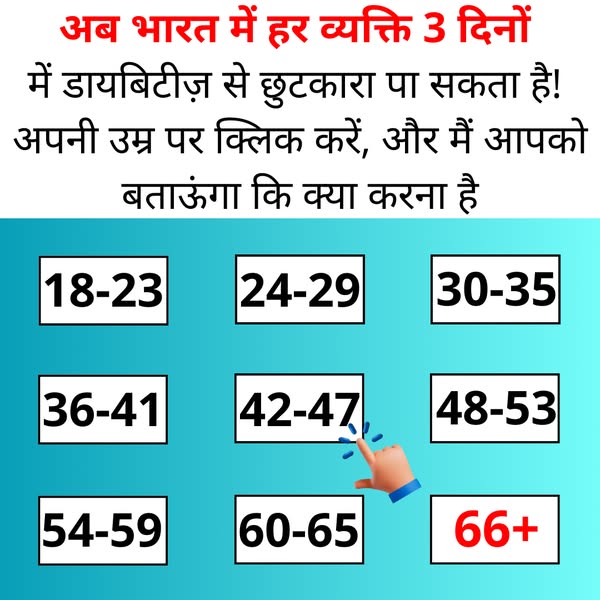 अब भारत में हर व्यक्ति 3 दिनों
में डायबिटीज़ से छुटकारा पा सकता है!
अपनी उम्र पर क्लिक करें, और मैं आपको
बताऊंगा कि क्या करना है
18-23 24-29 30-35
36-41 42-47 48-53
54-59 60-65 66+